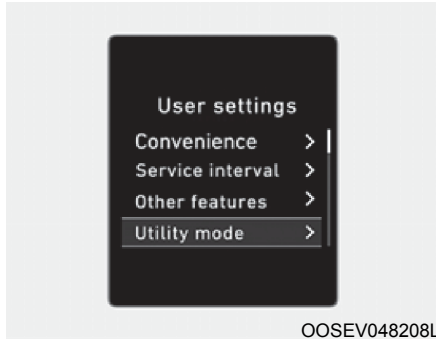 User settings
Convenience >
Service interval >
Other features >
Utility mode >
OOSEV048208L